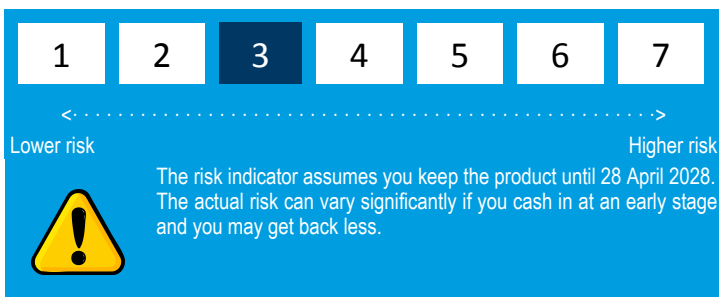 1 2 3 4 5 6 7
Lower risk Higher risk
The risk indicator assumes you keep the product until 28 April 2028.
The actual risk can vary significantly if you cash in at an early stage
and you may get back less.